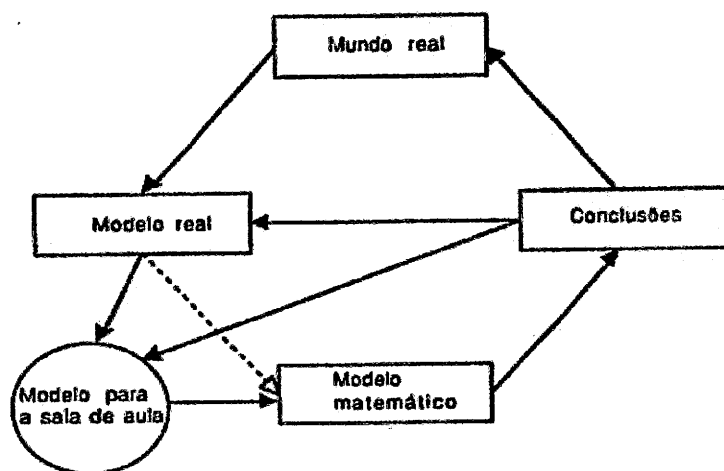 Mundo real
Modelo real
Conclusões
Modelo para
a sala de aula
Modelo
matemático